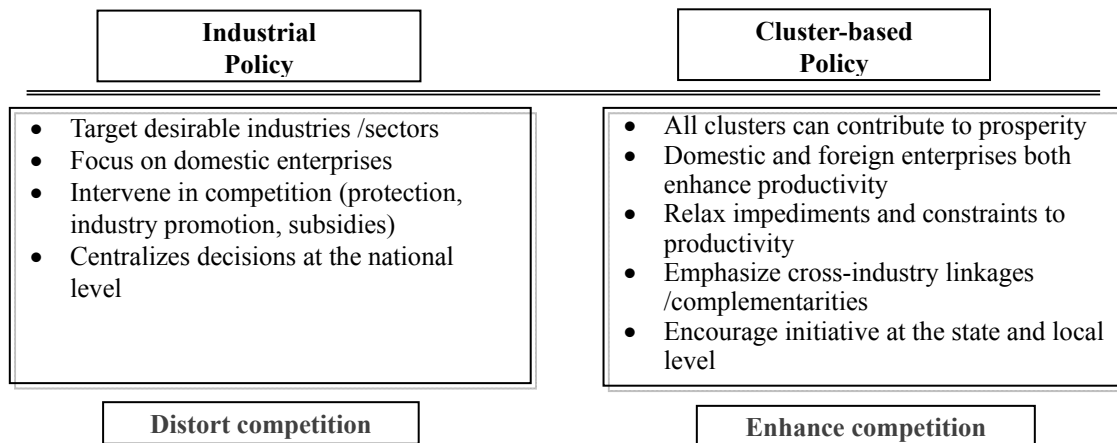 Industrial
Policy
Cluster-based
Policy
• Target desirable industries /sectors
• Focus on domestic enterprises
• Intervene in competition (protection,
industry promotion, subsidies)
• Centralizes decisions at the national
level
• All clusters can contribute to prosperity
• Domestic and foreign enterprises both
enhance productivity
• Relax impediments and constraints to
productivity
• Emphasize cross-industry linkages
/complementarities
• Encourage initiative at the state and local
level
Distort competition
Enhance competition